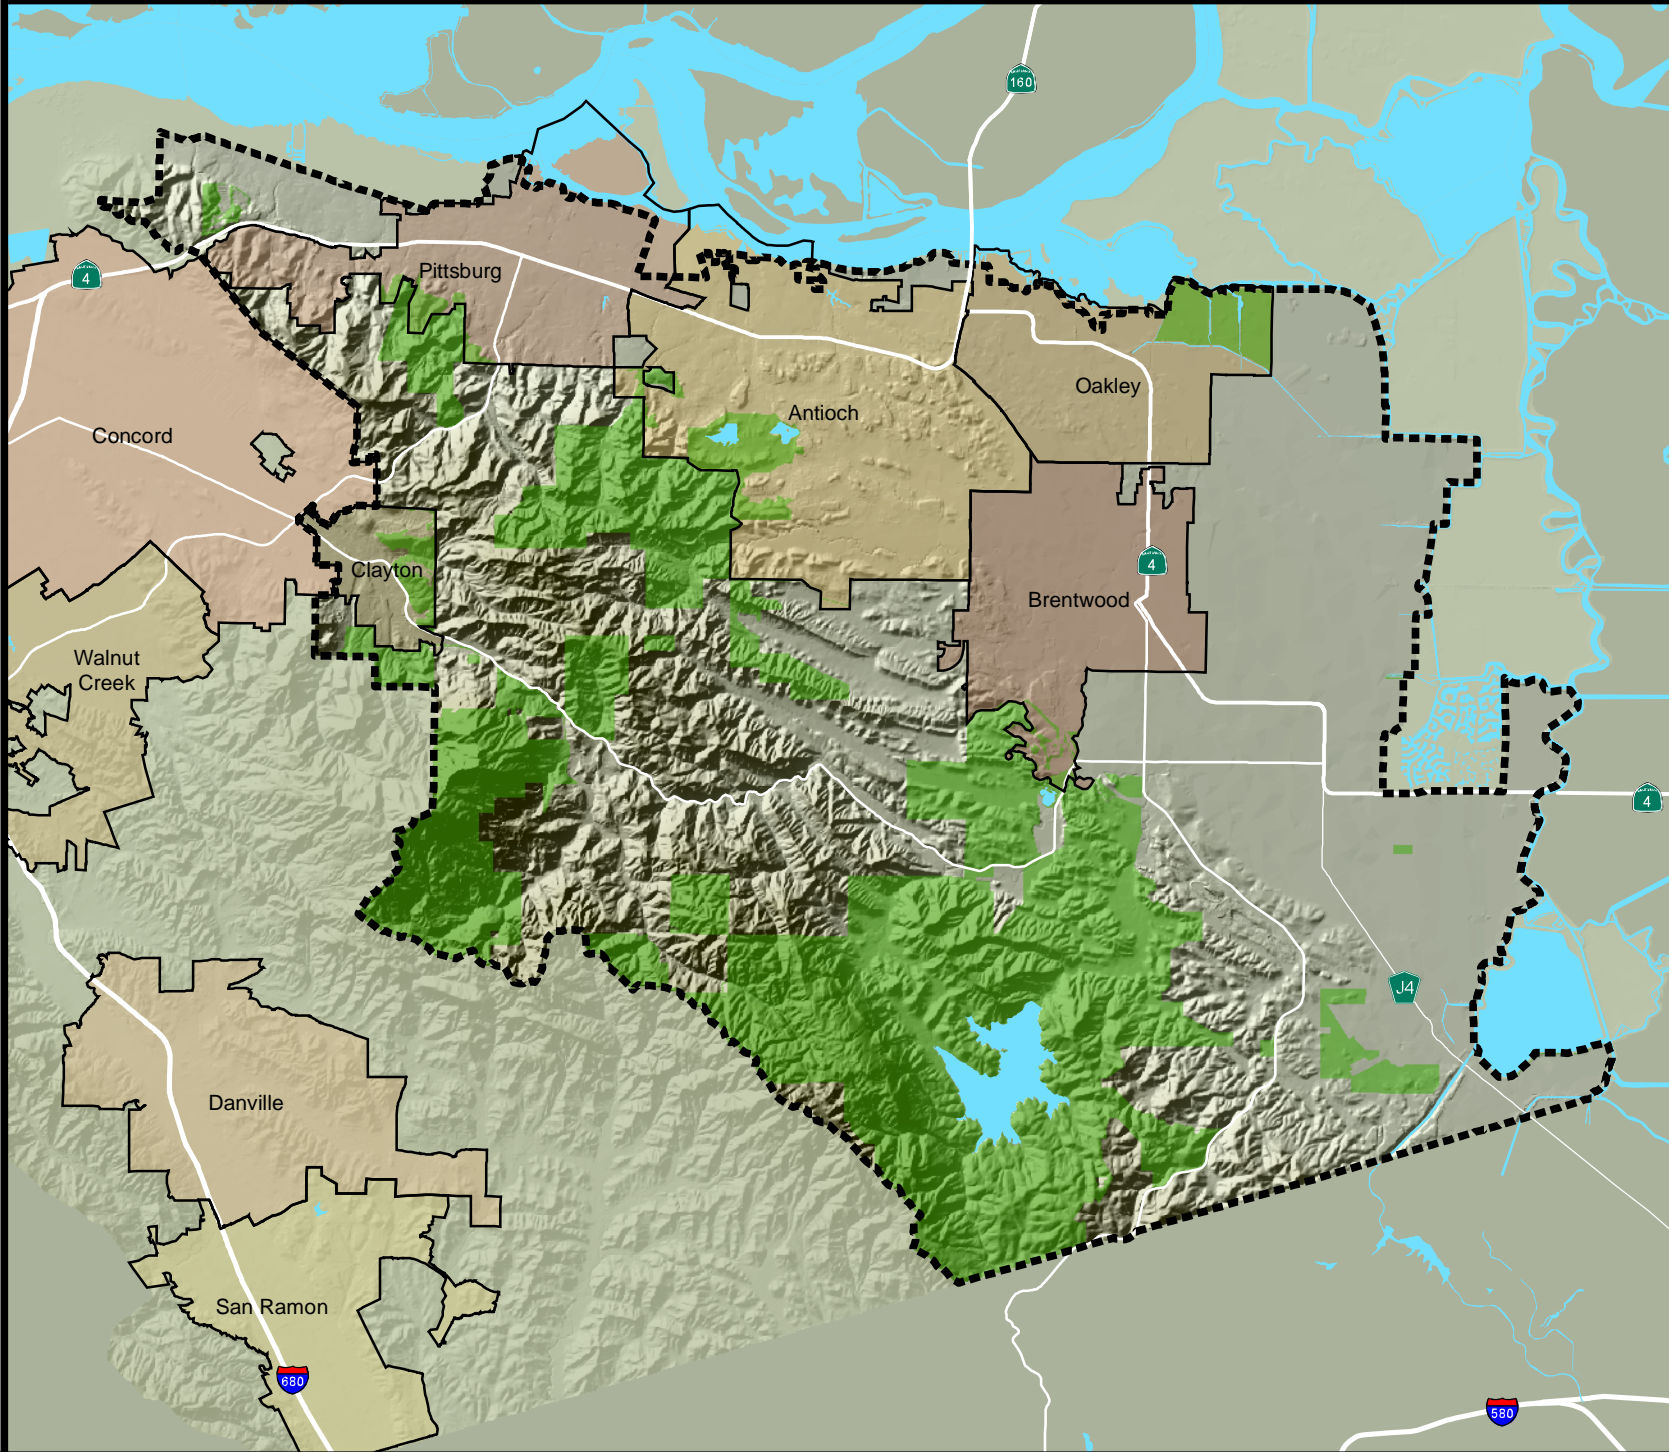 160
4
Pittsburg
Oakley
Antioch
Concord
Clayton
4
Brentwood
Walnut
Creek
4
J4
Danville
San Ramon
680
580